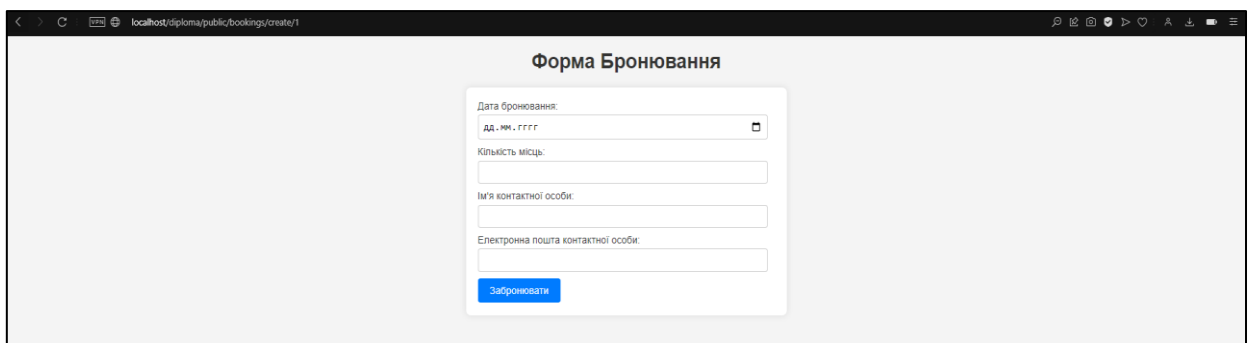 VPN localhost/diploma/public/bookings/create/1
Форма Бронювання
Дата бронювання:
дд.мм.гггг
Кількість місць:
Ім'я контактної особи:
Електронна пошта контактної особи:
Забронювати